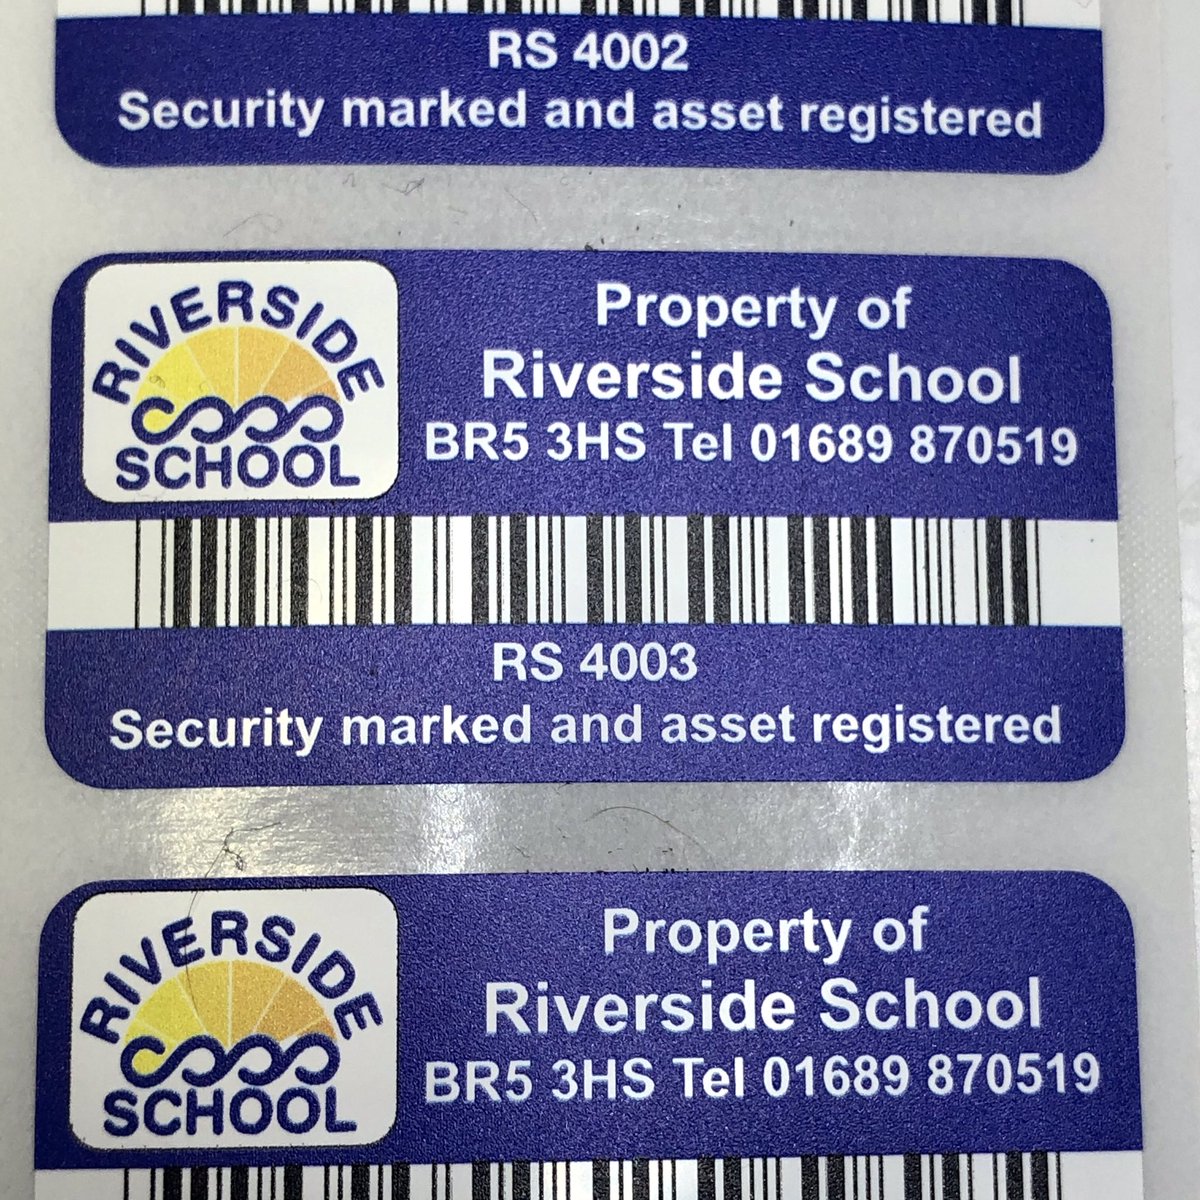 RS 4002
Security marked and asset registered
RIVERSIDE
SCHOOL
Property of
Riverside School
BR5 3HS Tel 01689 870519
RS 4003
Security marked and asset registered
RIVERSIDE
SCHOOL
Property of
Riverside School
BR5 3HS Tel 01689 870519